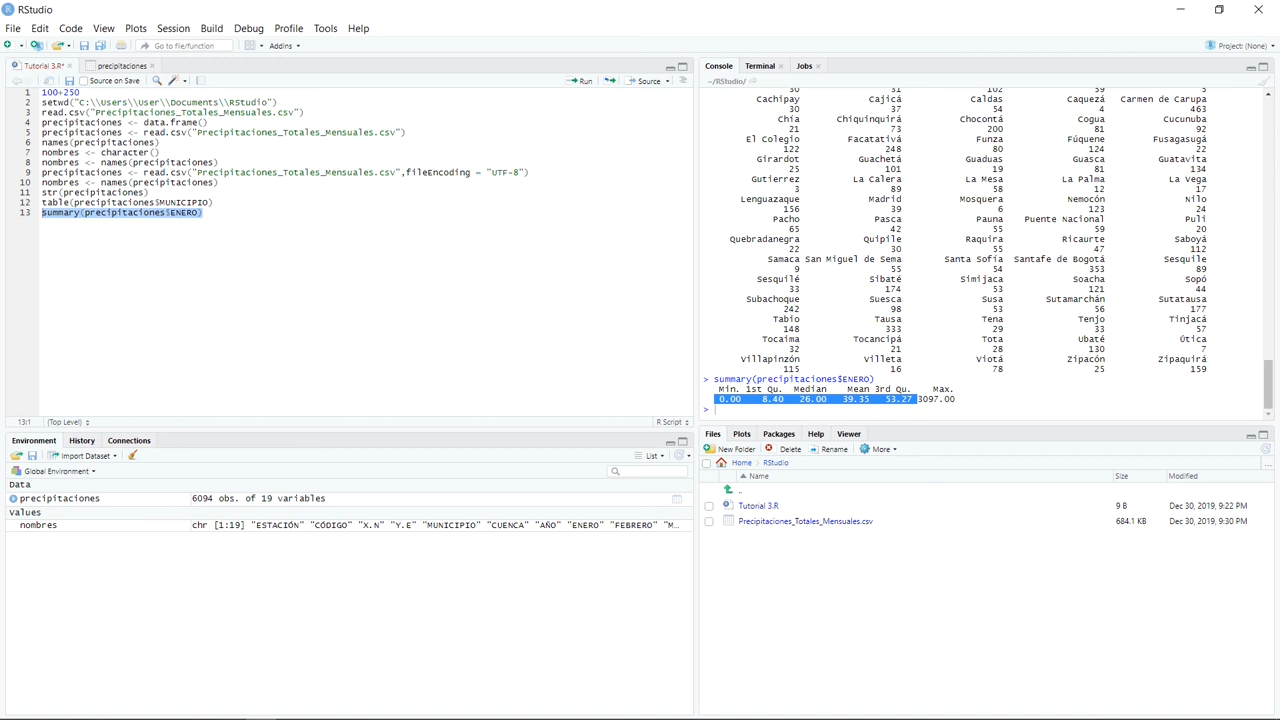 RStudio
File Edit Code View Plots Session Build Debug Profile Tools Help
Go to file/function Addins Project: (None)
Tutorial 3.R* precipitaciones
Source on Save Run Source
1 100+250
2 setwd("C:\\Users\\User\\Documents\\RStudio")
3 read.csv("Precipitaciones_Totales_Mensuales.csv")
4 precipitaciones <- data.frame()
5 precipitaciones <- read.csv("Precipitaciones_Totales_Mensuales.csv")
6 names(precipitaciones)
7 nombres <- character()
8 nombres <- names(precipitaciones)
9 precipitaciones <- read.csv("Precipitaciones_Totales_Mensuales.csv",fileEncoding = "UTF-8")
10 nombres <- names(precipitaciones)
11 str(precipitaciones)
12 table(precipitaciones$MUNICIPIO)
13 summary(precipitaciones$ENERO)
13:1 (Top Level) R Script
Console Terminal Jobs
~/RStudio/
30 31 102 59 5
Cachipay Cajicá Caldas Caquezá Carmen de Carupa
30 37 54 4 463
Chía Chiquinquirá Chocontá Cogua Cucunuba
21 73 200 81 92
El Colegio Facatativá Funza Fúquene Fusagasugá
122 248 80 124 22
Girardot Guachetá Guaduas Guasca Guatavita
25 101 19 81 134
Gutierrez La Calera La Mesa La Palma La Vega
3 89 58 12 17
Lenguazaque Madrid Mosquera Nemocón Nilo
156 39 6 123 24
Pacho Pasca Pauna Puente Nacional Puli
65 42 55 59 20
Quebradanegra Quipile Raquira Ricaurte Saboyá
22 30 55 47 112
Samaca San Miguel de Sema Santa Sofía Santafe de Bogotá Sesquile
9 55 54 353 89
Sesquilé Sibaté Simijaca Soacha Sopó
33 174 53 121 44
Subachoque Suesca Susa Sutamarchán Sutatausa
242 98 53 56 177
Tabio Tausa Tena Tenjo Tinjacá
148 333 29 33 57
Tocaima Tocancipá Tota Ubaté Útica
32 21 28 130 7
Villapinzón Villeta Viotá Zipacón Zipaquirá
115 16 78 25 159
> summary(precipitaciones$ENERO)
Min. 1st Qu. Median Mean 3rd Qu. Max.
0.00 8.40 26.00 39.35 53.27 3097.00
>
Environment History Connections
Import Dataset List
Global Environment
Data
precipitaciones 6094 obs. of 19 variables
Values
nombres chr [1:19] "ESTACIÓN" "CÓDIGO" "X.N" "Y.E" "MUNICIPIO" "CUENCA" "AÑO" "ENERO" "FEBRERO" "M…
Files Plots Packages Help Viewer
New Folder Delete Rename More
Home RStudio ...
Name Size Modified
..
Tutorial 3.R 9 B Dec 30, 2019, 9:22 PM
Precipitaciones_Totales_Mensuales.csv 684.1 KB Dec 30, 2019, 9:30 PM